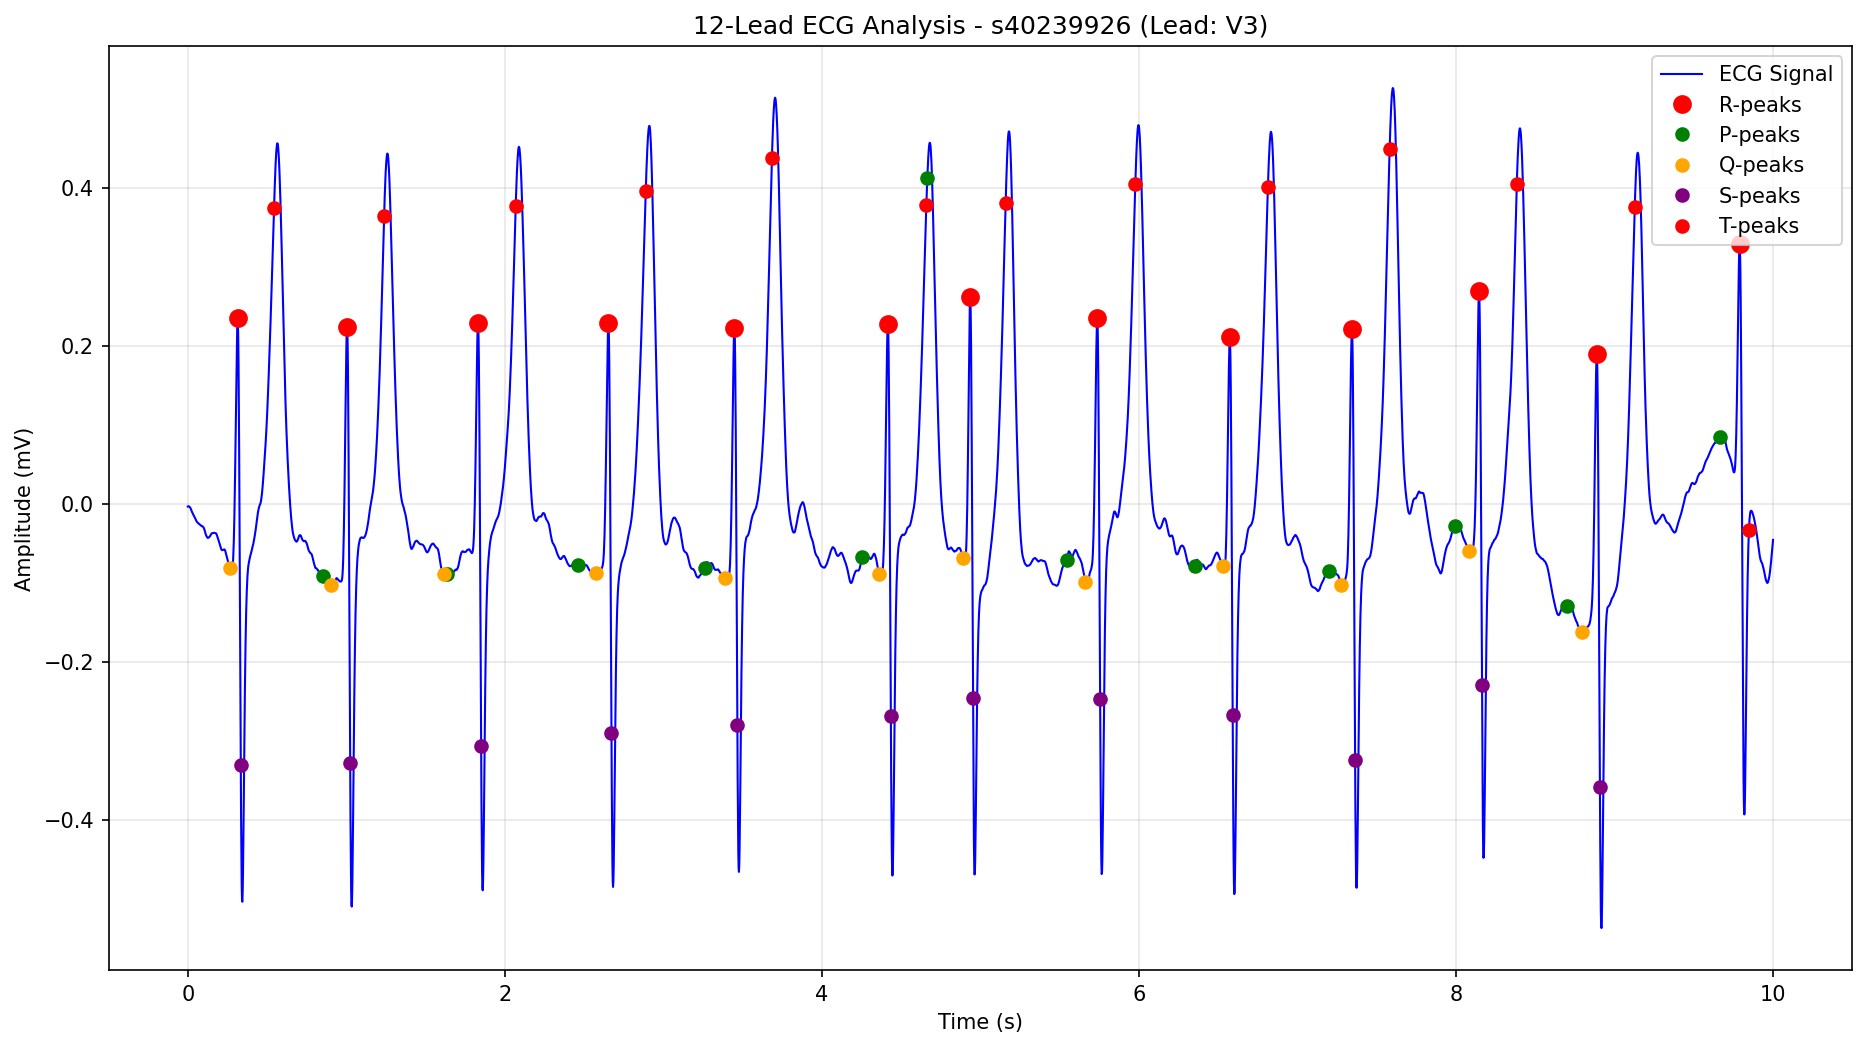 12-Lead ECG Analysis - s40239926 (Lead: V3)
ECG Signal
R-peaks
P-peaks
Q-peaks
S-peaks
T-peaks
Amplitude (mV)
0.4
0.2
0.0
−0.2
−0.4
0 2 4 6 8 10
Time (s)